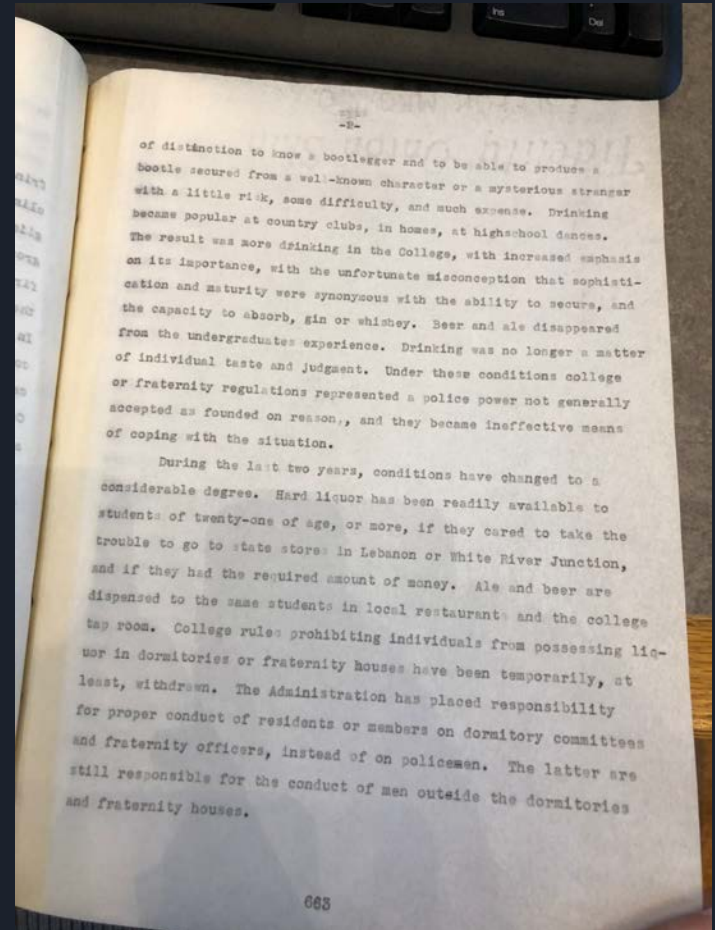 Ins
Del
-2-
of distinction to know a bootlegger and to be able to produce a
bootle secured from a well-known character or a mysterious stranger
with a little risk, some difficulty, and much expense. Drinking
became popular at country clubs, in homes, at highschool dances.
The result was more drinking in the College, with increased emphasis
on its importance, with the unfortunate misconception that sophisti-
cation and maturity were synonymous with the ability to secure, and
the capacity to absorb, gin or whishey. Beer and ale disappeared
from the undergraduates experience. Drinking was no longer a matter
of individual taste and judgment. Under these conditions college
or fraternity regulations represented a police power not generally
accepted as founded on reason,, and they became ineffective means
of coping with the situation.
During the last two years, conditions have changed to a
considerable degree. Hard liquor has been readily available to
students of twenty-one of age, or more, if they cared to take the
trouble to go to state stores in Lebanon or White River Junction,
and if they had the required amount of money. Ale and beer are
dispensed to the same students in local restaurants and the college
tap room. College rules prohibiting individuals from possessing liq-
uor in dormitories or fraternity houses have been temporarily, at
least, withdrawn. The Administration has placed responsibility
for proper conduct of residents or members on dormitory committees
and fraternity officers, instead of on policemen. The latter are
still responsible for the conduct of men outside the dormitories
and fraternity houses.
663